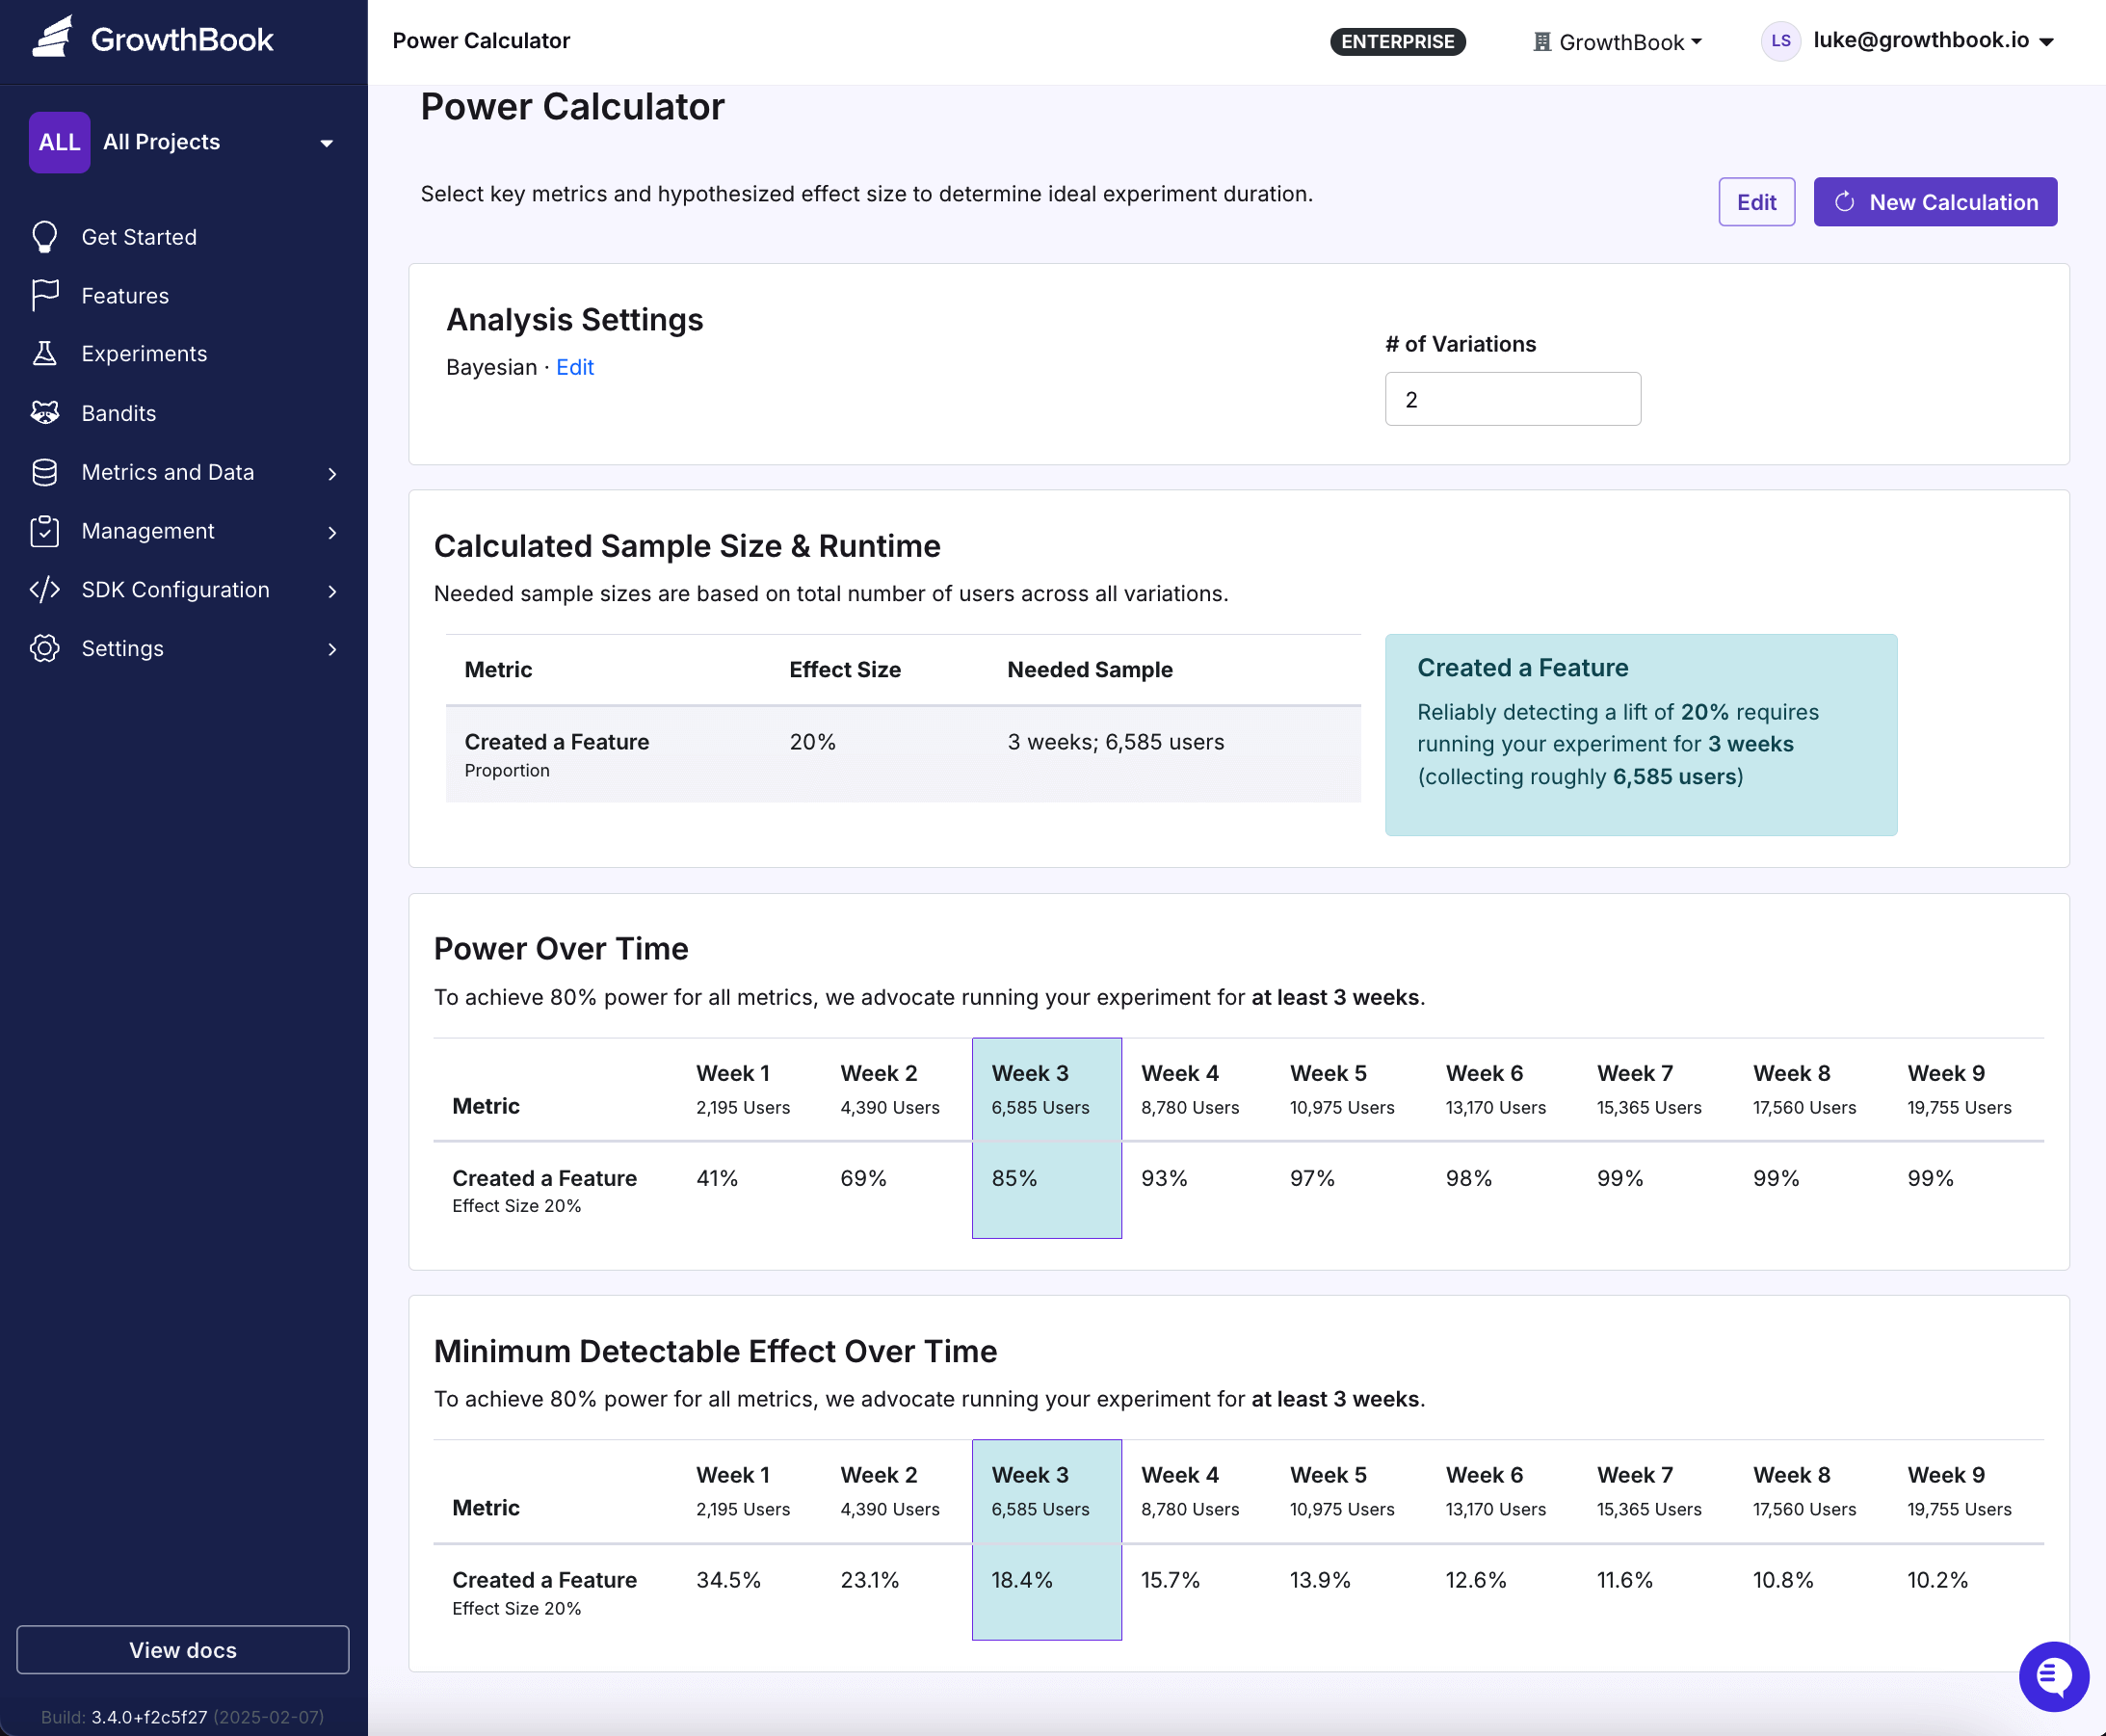 GrowthBook
Power Calculator
ENTERPRISE
GrowthBook
LS
luke@growthbook.io
ALL
All Projects
Get Started
Features
Experiments
Bandits
Metrics and Data
Management
SDK Configuration
Settings
View docs
Build: 3.4.0+f2c5f27 (2025-02-07)
Power Calculator
Select key metrics and hypothesized effect size to determine ideal experiment duration.
Edit
New Calculation
Analysis Settings
Bayesian · Edit
# of Variations
2
Calculated Sample Size & Runtime
Needed sample sizes are based on total number of users across all variations.
Metric Effect Size Needed Sample
Created a Feature 20% 3 weeks; 6,585 users
Proportion
Created a Feature
Reliably detecting a lift of 20% requires
running your experiment for 3 weeks
(collecting roughly 6,585 users)
Power Over Time
To achieve 80% power for all metrics, we advocate running your experiment for at least 3 weeks.
Week 1 Week 2 Week 3 Week 4 Week 5 Week 6 Week 7 Week 8 Week 9
Metric 2,195 Users 4,390 Users 6,585 Users 8,780 Users 10,975 Users 13,170 Users 15,365 Users 17,560 Users 19,755 Users
Created a Feature 41% 69% 85% 93% 97% 98% 99% 99% 99%
Effect Size 20%
Minimum Detectable Effect Over Time
To achieve 80% power for all metrics, we advocate running your experiment for at least 3 weeks.
Week 1 Week 2 Week 3 Week 4 Week 5 Week 6 Week 7 Week 8 Week 9
Metric 2,195 Users 4,390 Users 6,585 Users 8,780 Users 10,975 Users 13,170 Users 15,365 Users 17,560 Users 19,755 Users
Created a Feature 34.5% 23.1% 18.4% 15.7% 13.9% 12.6% 11.6% 10.8% 10.2%
Effect Size 20%